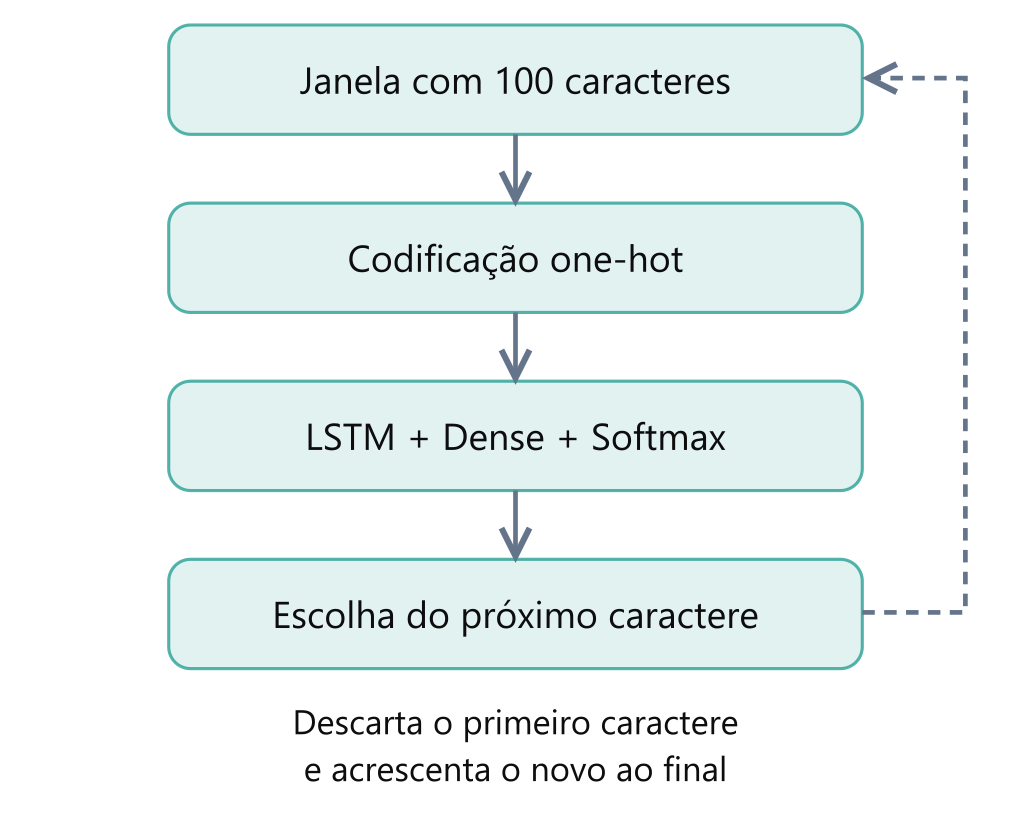 Janela com 100 caracteres
Codificação one-hot
LSTM + Dense + Softmax
Escolha do próximo caractere
Descarta o primeiro caractere
e acrescenta o novo ao final